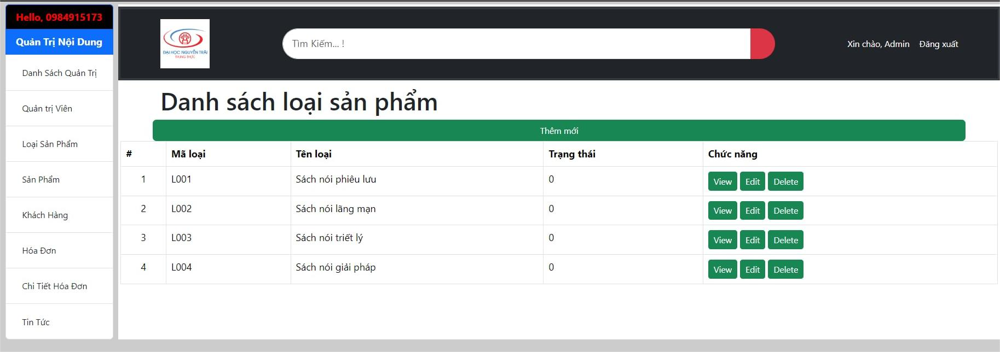 Hello, 0984915173
Quản Trị Nội Dung
Danh Sách Quản Trị
Quản trị Viên
Loại Sản Phẩm
Sản Phẩm
Khách Hàng
Hóa Đơn
Chi Tiết Hóa Đơn
Tin Tức
ĐẠI HỌC NGUYỄN TRÃI
TRUNG THỰC
Tìm Kiếm... !
Xin chào, Admin Đăng xuất
Danh sách loại sản phẩm
Thêm mới
# Mã loại Tên loại Trạng thái Chức năng
1 L001 Sách nói phiêu lưu 0 View Edit Delete
2 L002 Sách nói lãng mạn 0 View Edit Delete
3 L003 Sách nói triết lý 0 View Edit Delete
4 L004 Sách nói giải pháp 0 View Edit Delete